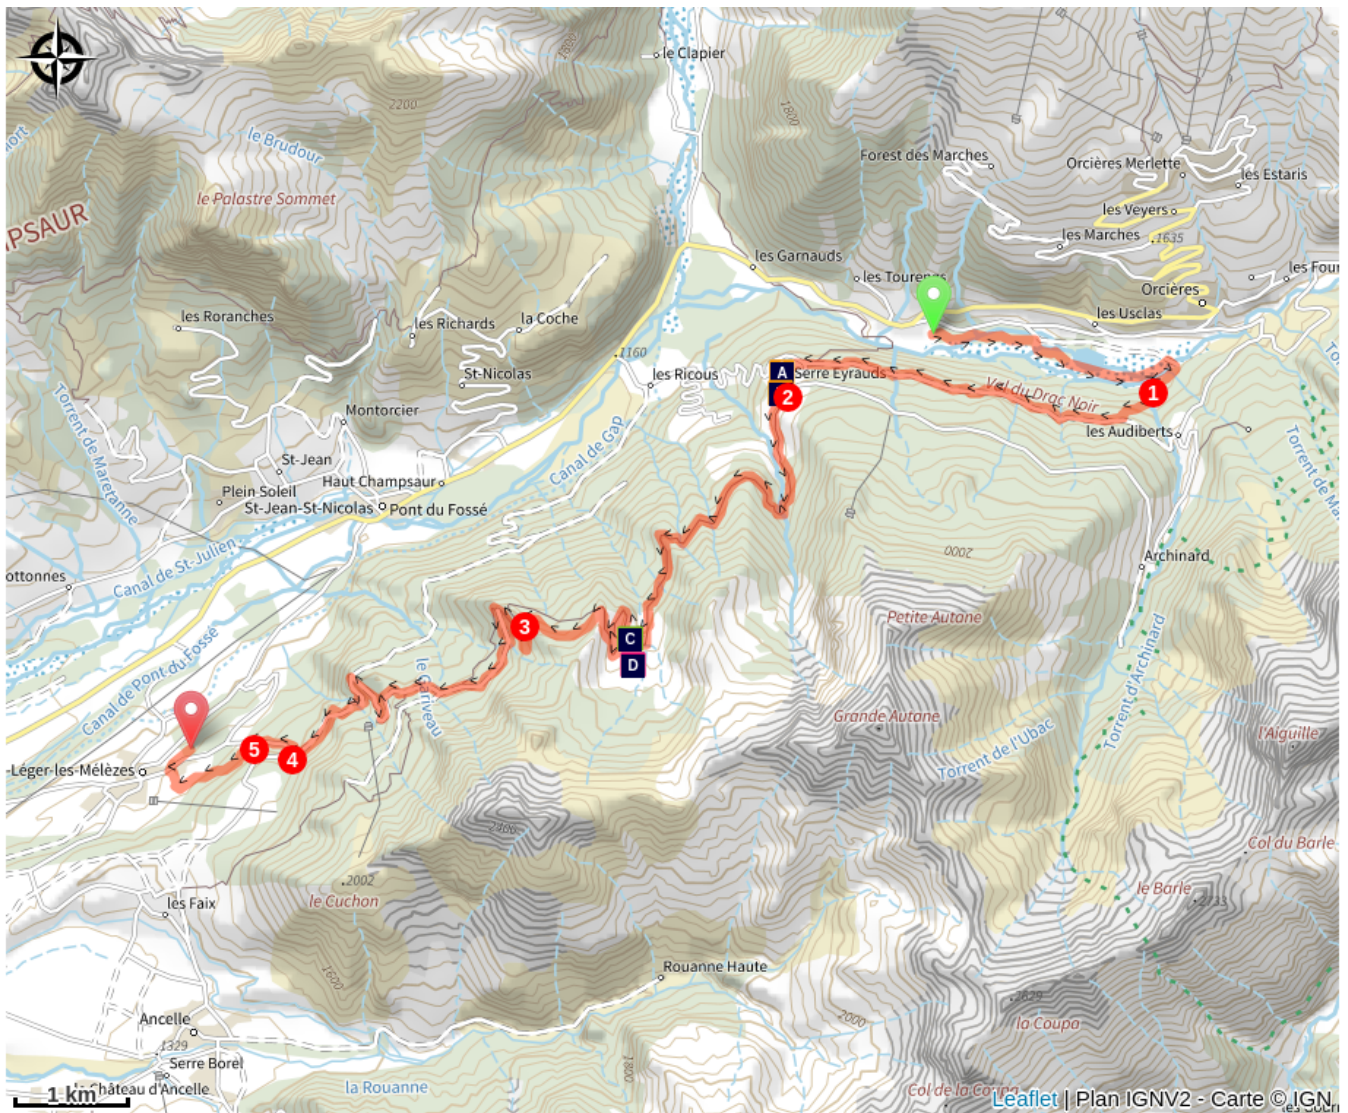 le Clapier
2200
1800
1800
le Brudour
Forest des Marches
Orcières Merlette
les Estaris
le Palastre Sommet
les Veyers
PSAUR
les Marches
1635
les Garnauds
les Tourengs
Orcières
les Usclas
les Roranches
les Richards
la Coche
1160
A
Serre Eyrauds
les Ricous
St-Nicolas
2
Val du Drac Noir
1
Torrent de Maretanne
Montorcier
les Audiberts
Canal de Gap
St-Jean
Haut Champsaur
Plein Soleil
St-Jean-St-Nicolas
Pont du Fossé
2000
Archinard
Canal de St-Julien
ottonnes
Petite Autane
3
C
D
Canal de Pont du Fossé
le Gariveau
Torrent d'Archinard
Grande Autane
l'Aiguille
Torrent de l'Ubac
5
4
-Léger-les-Mélèzes
2400
Col du Barle
2002
le Cuchon
le Barle
2733
les Faix
1600
Rouanne Haute
2629
la Coupa
Ancelle
2000
1329
Serre Borel
1800
Château d'Ancelle
la Rouanne
Col de la Coupa
1 km
Leaflet | Plan IGNV2 - Carte © IGN